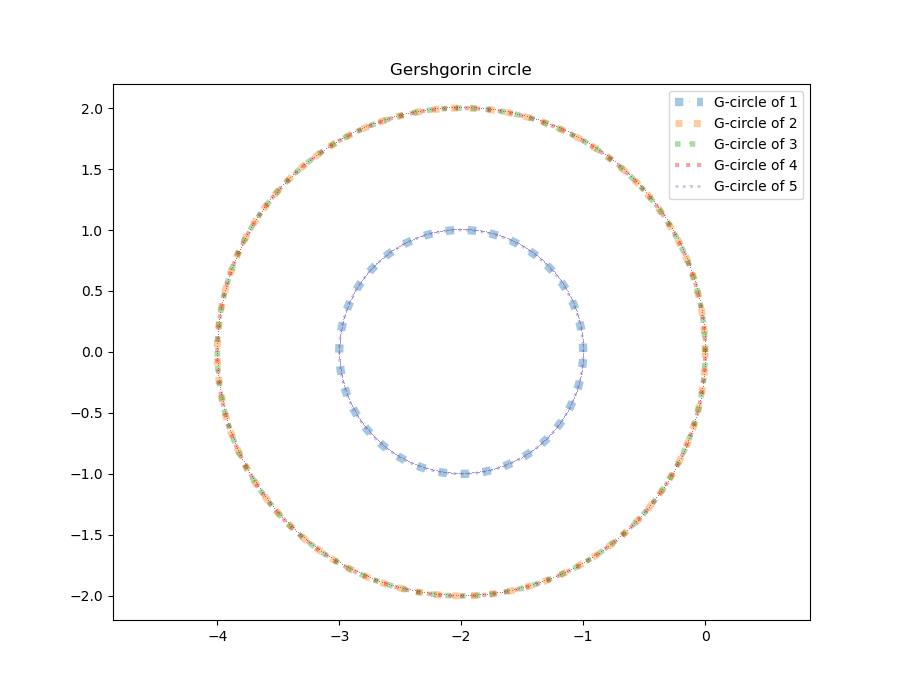 Gershgorin circle
G-circle of 1
G-circle of 2
G-circle of 3
G-circle of 4
G-circle of 5
2.0
1.5
1.0
0.5
0.0
−0.5
−1.0
−1.5
−2.0
−4 −3 −2 −1 0